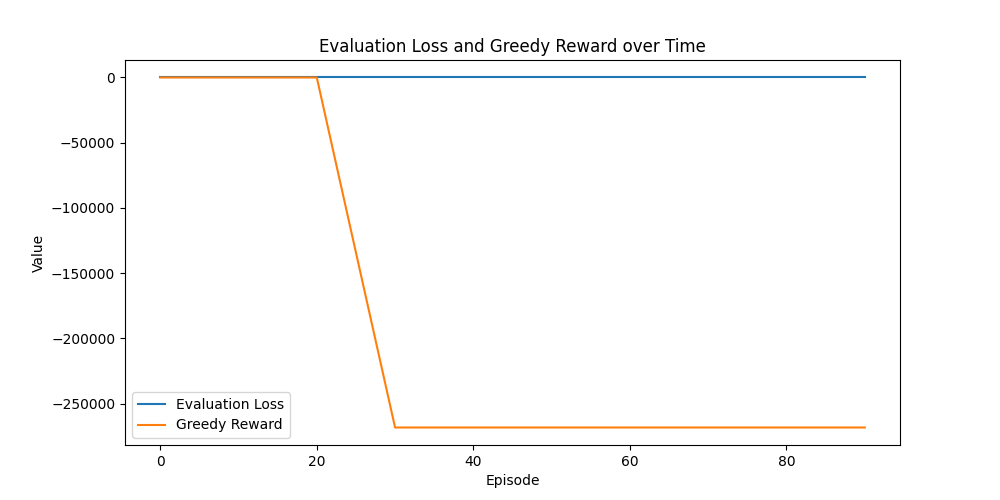 Evaluation Loss and Greedy Reward over Time
0
−50000
−100000
−150000
−200000
−250000
Value
Evaluation Loss
Greedy Reward
0 20 40 60 80
Episode